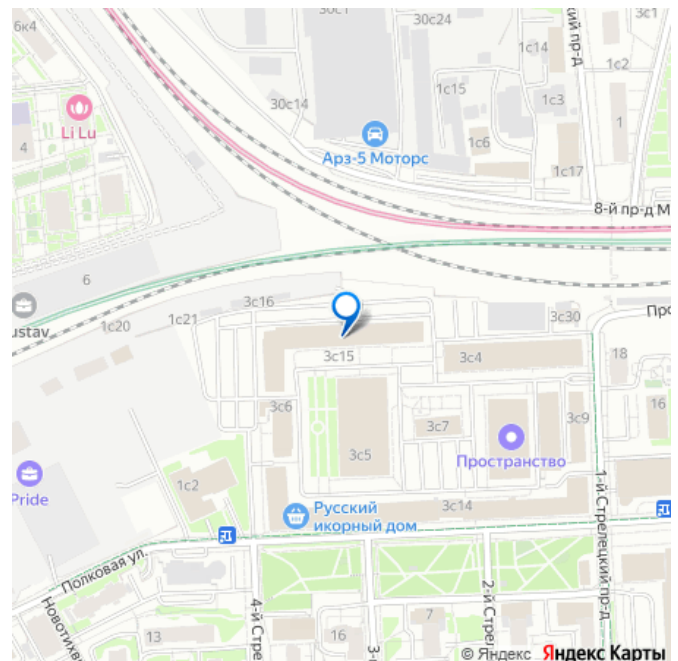 30с1
30с24
кий пр-д
3с1
6к4
1с14
1с2
30с14
1с15
1с3
Li Lu
4
Арз-5 Моторс
1с6
1
1с17
8-й пр-д М
6
ustav
1с20
1с21
3с16
3с30
Про
3с15
3с4
18
3с6
3с7
3с9
16
3с5
Пространство
Pride
1с2
Русский
икорный дом
3с14
1-й Стрелецкий пр-д
Полковая ул.
Новотихв
4-й Стре
3-й
2-й Стрел
13
16
7
© Яндекс Яндекс Карты